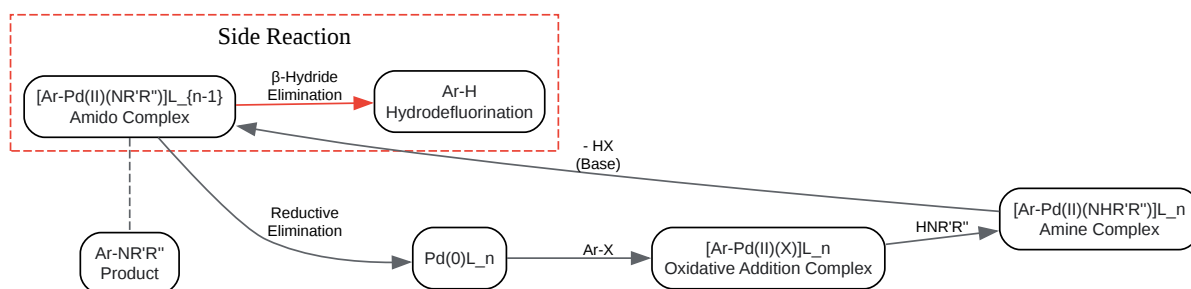 Side Reaction
[Ar-Pd(II)(NR'R")]L_{n-1}
Amido Complex
β-Hydride
Elimination
Ar-H
Hydrodefluorination
- HX
(Base)
Reductive
Elimination
Ar-NR'R"
Product
Pd(0)L_n
Ar-X
[Ar-Pd(II)(X)]L_n
Oxidative Addition Complex
HNR'R"
[Ar-Pd(II)(NHR'R")]L_n
Amine Complex